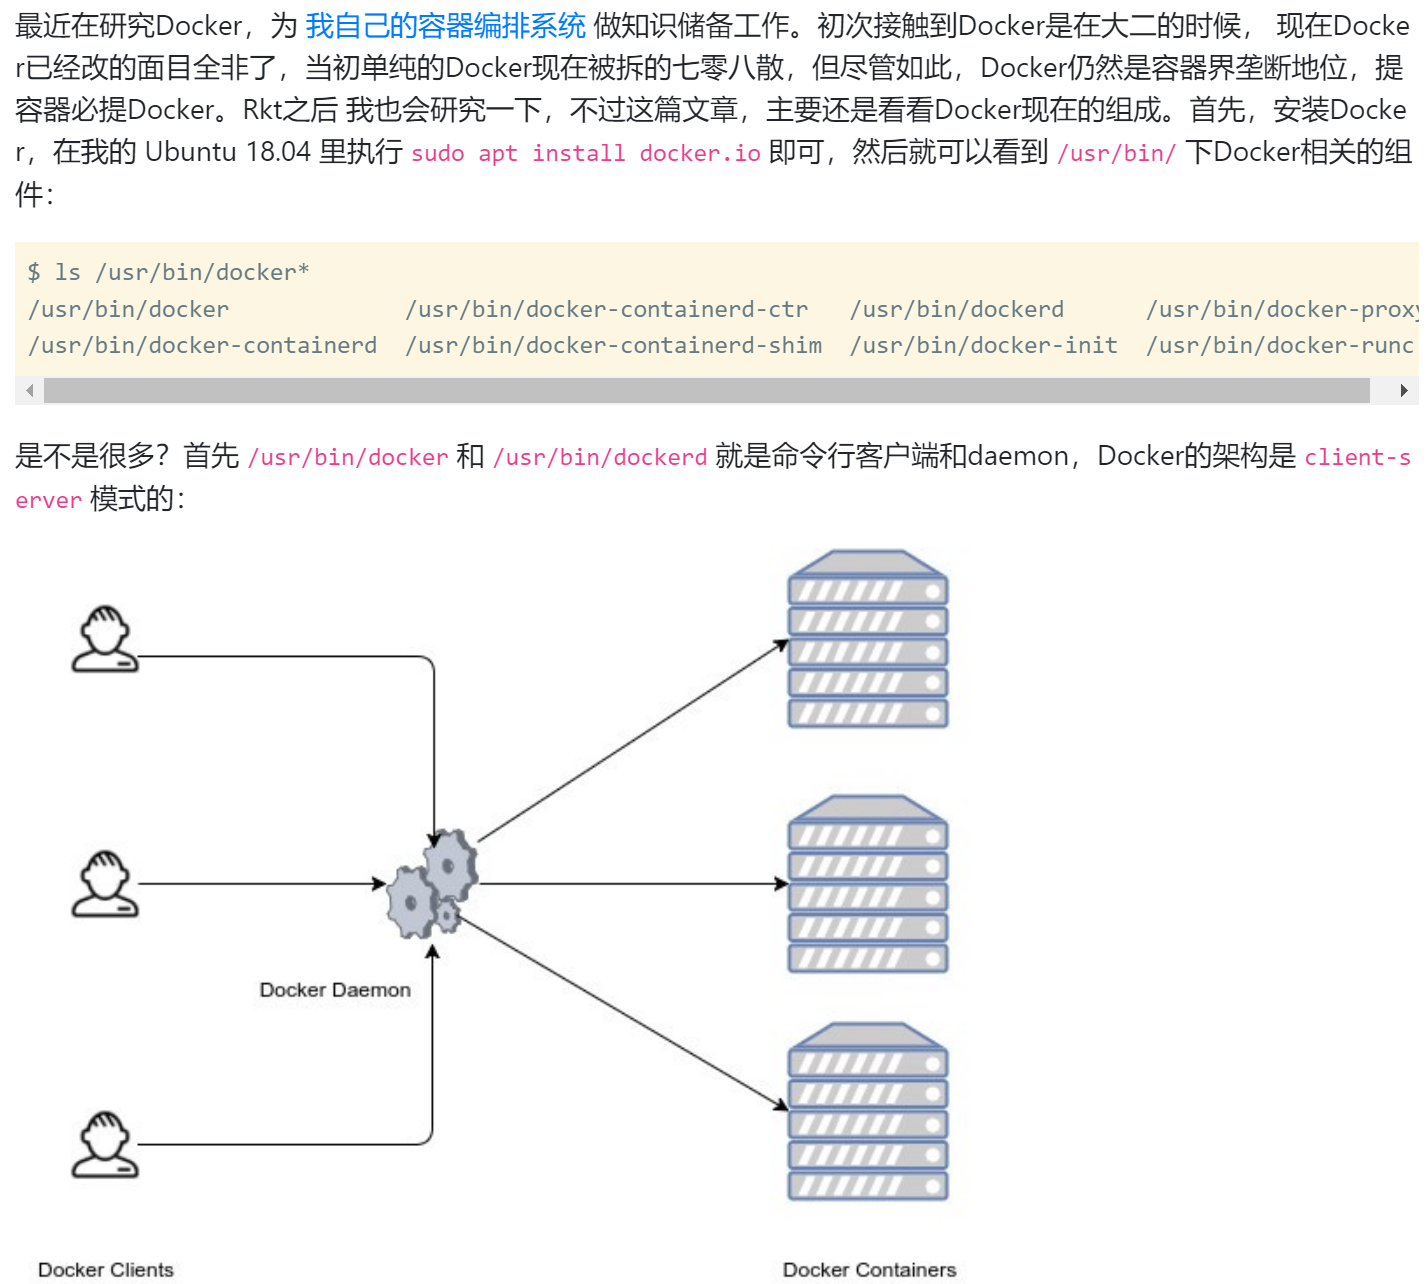 最近在研究Docker，为 我自己的容器编排系统 做知识储备工作。初次接触到Docker是在大二的时候， 现在Docke
r已经改的面目全非了，当初单纯的Docker现在被拆的七零八散，但尽管如此，Docker仍然是容器界垄断地位，提
容器必提Docker。Rkt之后 我也会研究一下，不过这篇文章，主要还是看看Docker现在的组成。首先，安装Docke
r，在我的 Ubuntu 18.04 里执行 sudo apt install docker.io 即可，然后就可以看到 /usr/bin/ 下Docker相关的组
件：
$ ls /usr/bin/docker*
/usr/bin/docker /usr/bin/docker-containerd-ctr /usr/bin/dockerd /usr/bin/docker-proxy
/usr/bin/docker-containerd /usr/bin/docker-containerd-shim /usr/bin/docker-init /usr/bin/docker-runc
是不是很多？首先 /usr/bin/docker 和 /usr/bin/dockerd 就是命令行客户端和daemon，Docker的架构是 client-s
erver 模式的：
Docker Daemon
Docker Clients
Docker Containers